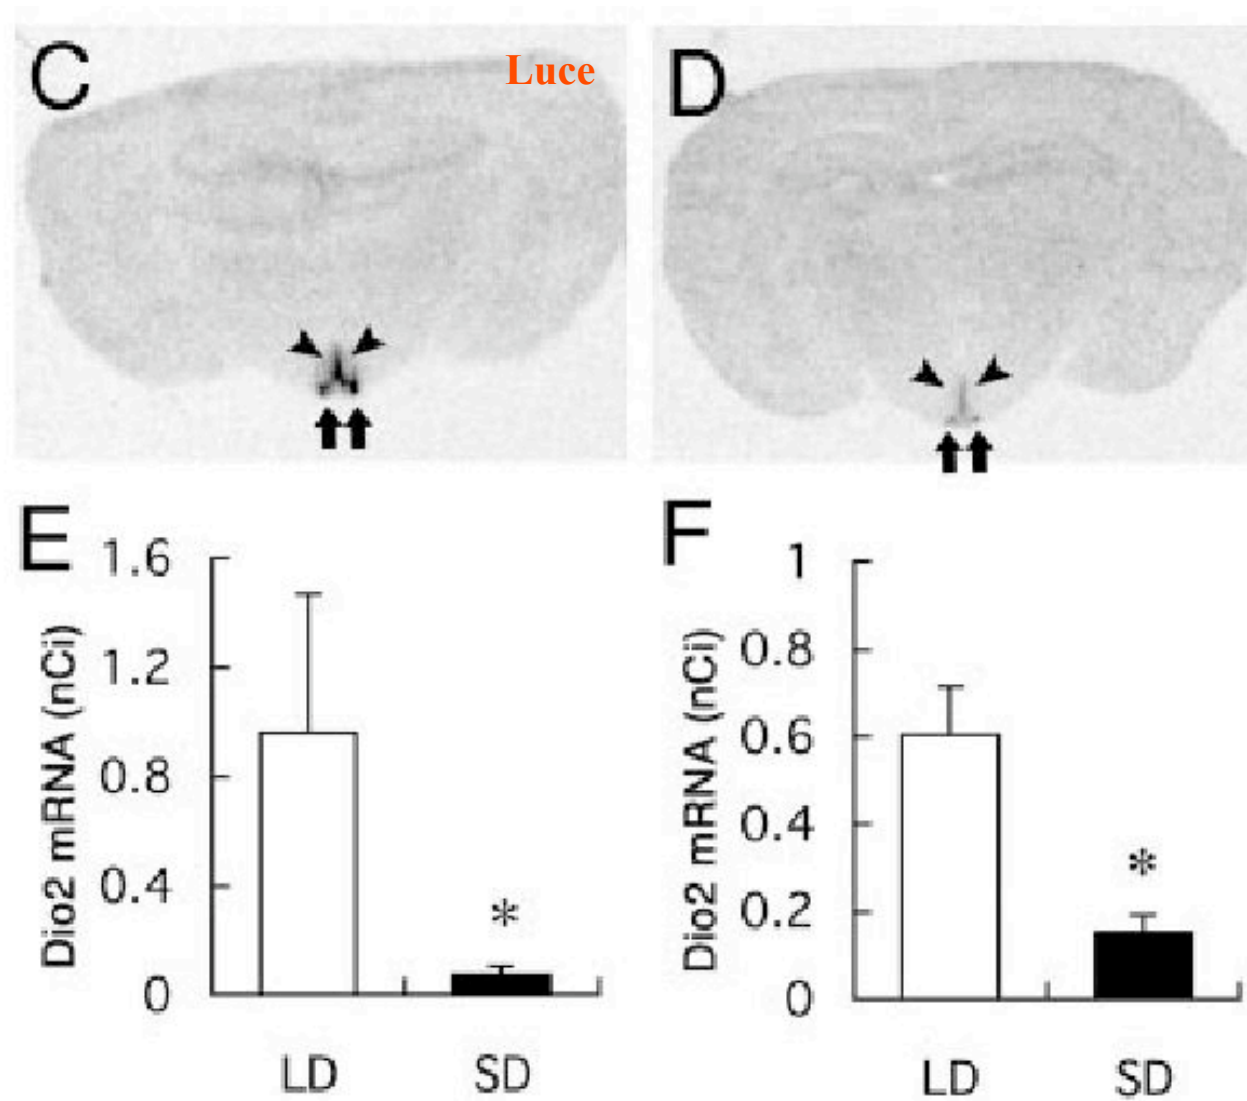 C
Luce
D
E
1.6
1.2
0.8
0.4
0
Dio2 mRNA (nCi)
*
LD SD
F
1
0.8
0.6
0.4
0.2
0
Dio2 mRNA (nCi)
*
LD SD